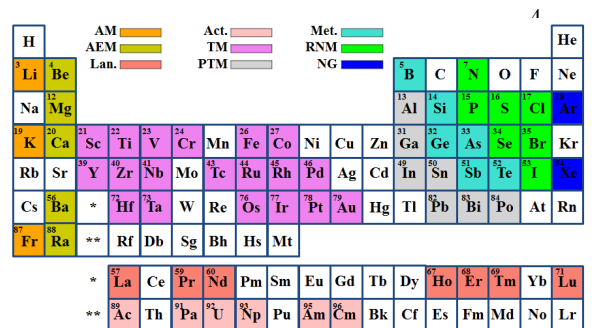 4
AM Act. Met.
AEM TM RNM
Lan. PTM NG
H He
3 Li 4 Be 5 B C 7 N O F Ne
Na 12 Mg 13 Al 14 Si 15 P 16 S 17 Cl 18 Ar
19 K 20 Ca 21 Sc 22 Ti 23 V 24 Cr Mn 26 Fe 27 Co Ni Cu Zn 31 Ga 32 Ge 33 As 34 Se 35 Br Kr
Rb Sr 39 Y 40 Zr 41 Nb Mo 43 Tc 44 Ru 45 Rh 46 Pd Ag Cd 49 In 50 Sn 51 Sb 52 Te 53 I 54 Xe
Cs 56 Ba * 72 Hf 73 Ta W Re 76 Os 77 Ir 78 Pt 79 Au Hg Tl 82 Pb 83 Bi 84 Po At Rn
87 Fr 88 Ra ** Rf Db Sg Bh Hs Mt
* 57 La Ce 59 Pr 60 Nd Pm Sm Eu Gd Tb Dy 67 Ho 68 Er 69 Tm Yb 71 Lu
** 89 Ac Th 91 Pa 92 U 93 Np Pu 95 Am 96 Cm Bk Cf Es Fm Md No Lr